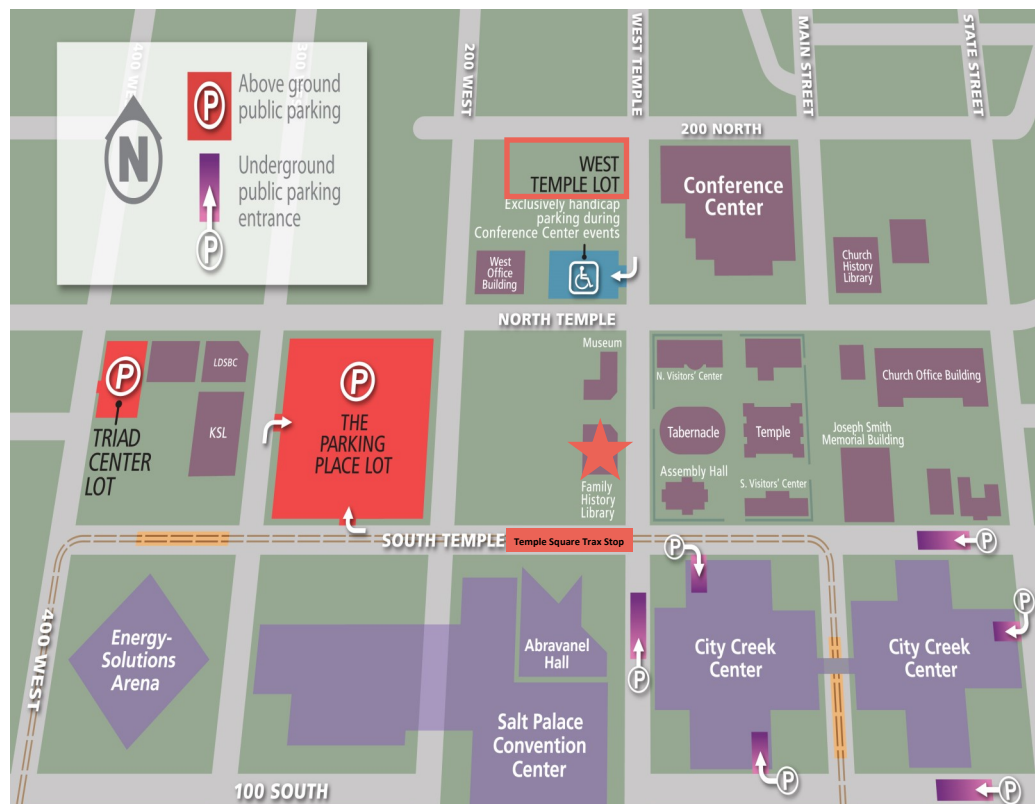 400 WEST
300 WEST
200 WEST
WEST TEMPLE
MAIN STREET
STATE STREET
P
Above ground
public parking
N
Underground
public parking
entrance
P
200 NORTH
WEST
TEMPLE LOT
Exclusively handicap
parking during
Conference Center events
West
Office
Building
Conference
Center
Church
History
Library
NORTH TEMPLE
P
TRIAD
CENTER
LOT
LDSBC
KSL
P
THE
PARKING
PLACE LOT
Museum
Family
History
Library
N. Visitors' Center
Tabernacle
Temple
Assembly Hall
S. Visitors' Center
Church Office Building
Joseph Smith
Memorial Building
SOUTH TEMPLE
Temple Square Trax Stop
P
P
400 WEST
Energy-
Solutions
Arena
Abravanel
Hall
Salt Palace
Convention
Center
P
City Creek
Center
P
City Creek
Center
P
P
100 SOUTH